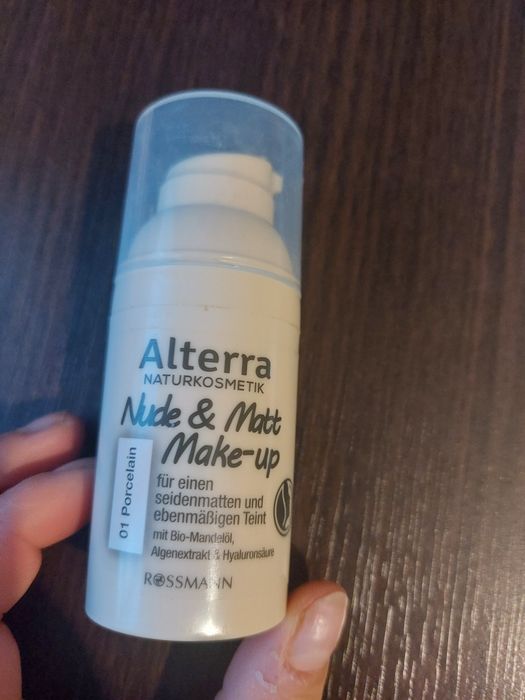 Alterra
NATURKOSMETIK
Nude & Matt
Make-up
01 Porcelain
für einen
seidenmatten und
ebenmäßigen Teint
mit Bio-Mandelöl,
Algenextrakt & Hyaluronsäure
ROSSMANN